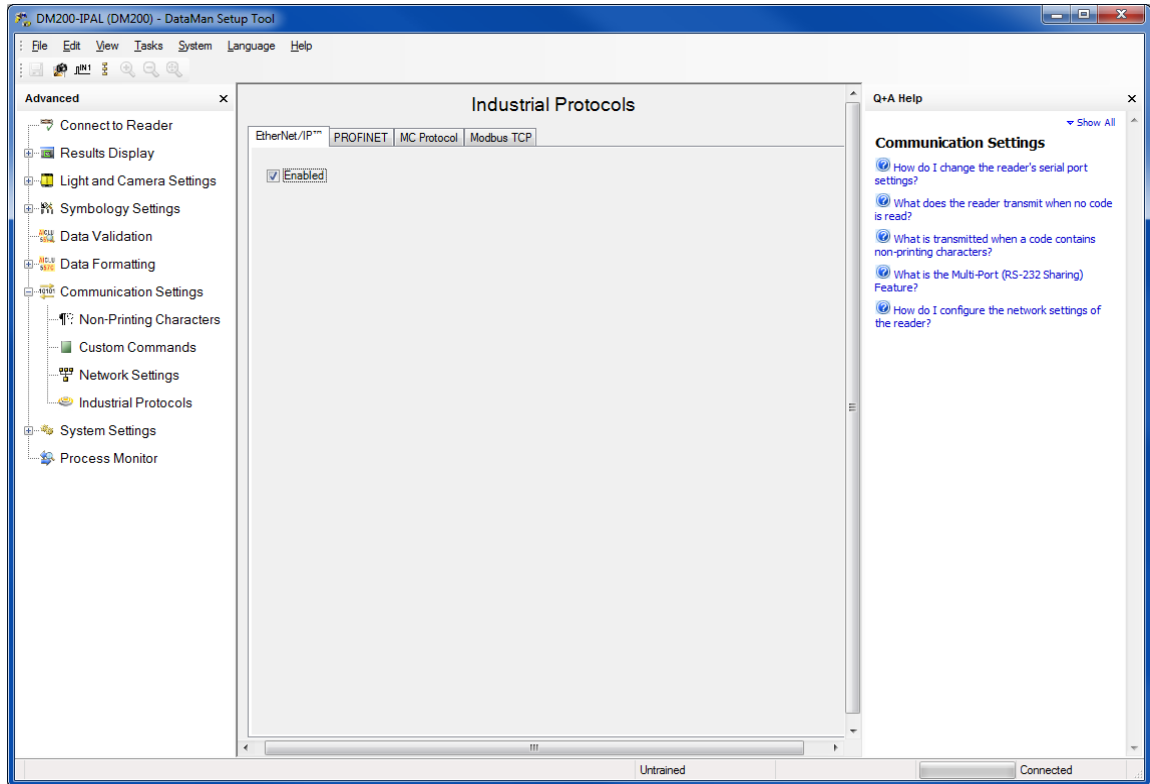 DM200-IPAL (DM200) - DataMan Setup Tool
File Edit View Tasks System Language Help
Advanced
Connect to Reader
Results Display
Light and Camera Settings
Symbology Settings
Data Validation
Data Formatting
Communication Settings
Non-Printing Characters
Custom Commands
Network Settings
Industrial Protocols
System Settings
Process Monitor
Industrial Protocols
EtherNet/IP™ PROFINET MC Protocol Modbus TCP
Enabled
Q+A Help
Show All
Communication Settings
How do I change the reader's serial port
settings?
What does the reader transmit when no code
is read?
What is transmitted when a code contains
non-printing characters?
What is the Multi-Port (RS-232 Sharing)
Feature?
How do I configure the network settings of
the reader?
Untrained
Connected